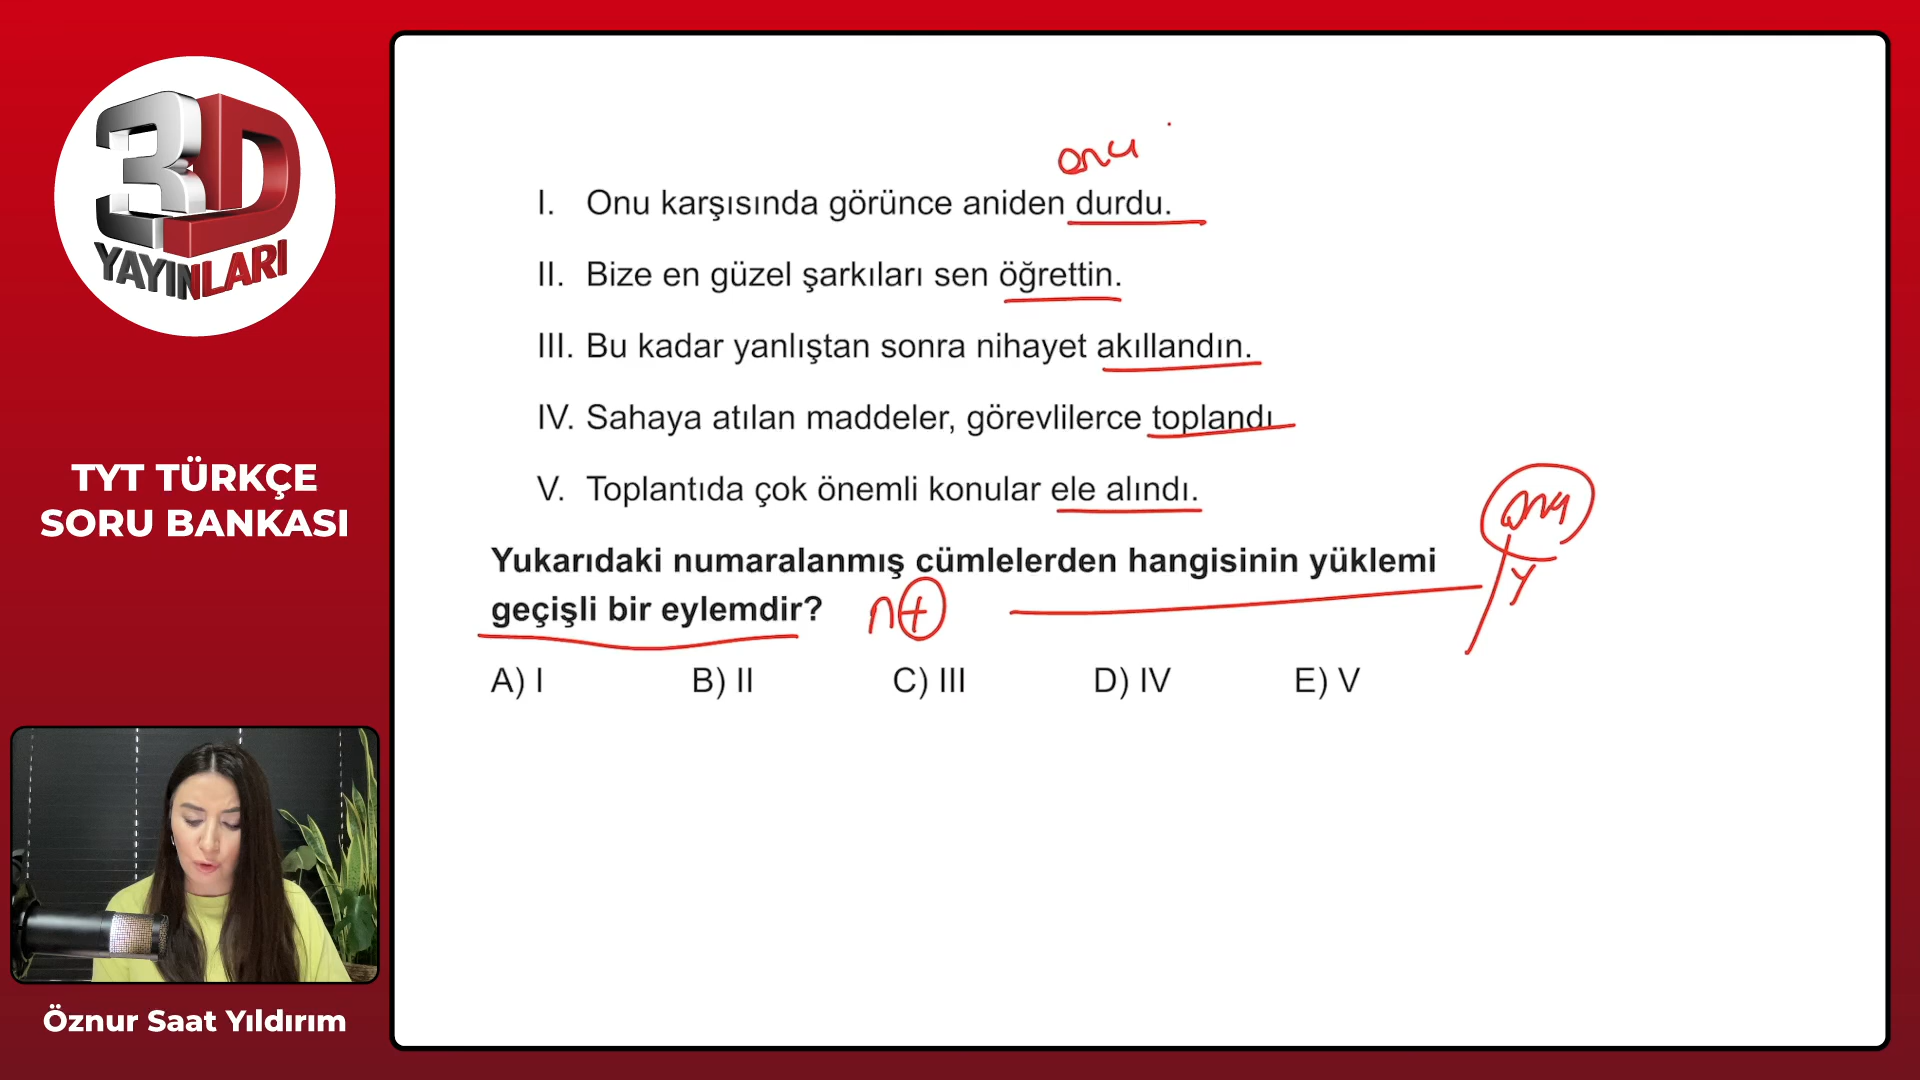 3D
YAYINLARI
TYT TÜRKÇE
SORU BANKASI
Öznur Saat Yıldırım
onu
I. Onu karşısında görünce aniden durdu.
II. Bize en güzel şarkıları sen öğrettin.
III. Bu kadar yanlıştan sonra nihayet akıllandın.
IV. Sahaya atılan maddeler, görevlilerce toplandı
V. Toplantıda çok önemli konular ele alındı.
onu
Yukarıdaki numaralanmış cümlelerden hangisinin yüklemi
y
geçişli bir eylemdir? n+
A) I B) II C) III D) IV E) V